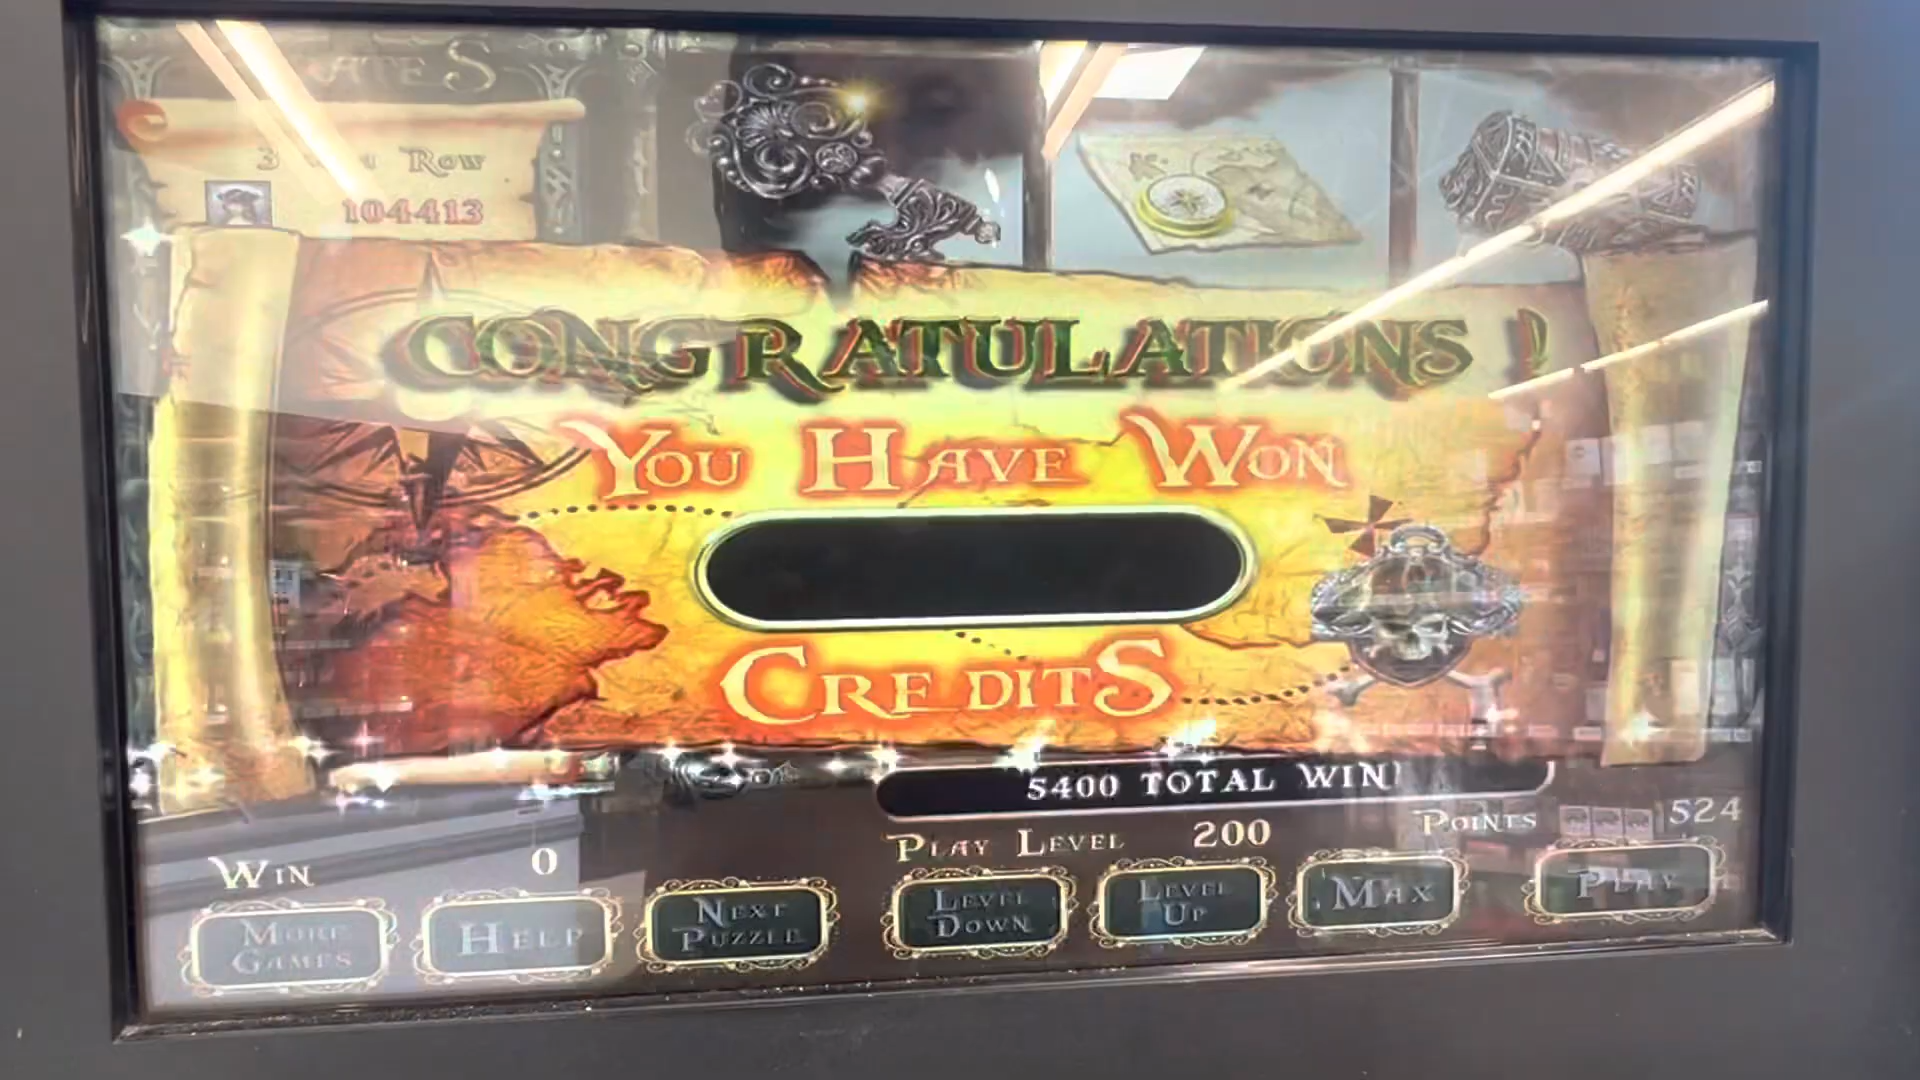 Row
104413
CONGRATULATIONS!
YOU HAVE WON
CREDITS
5400 TOTAL WIN!
PLAY LEVEL 200
POINTS 524
WIN 0
MORE GAMES
HELP
NEXT PUZZLE
LEVEL DOWN
LEVEL UP
MAX
PLAY